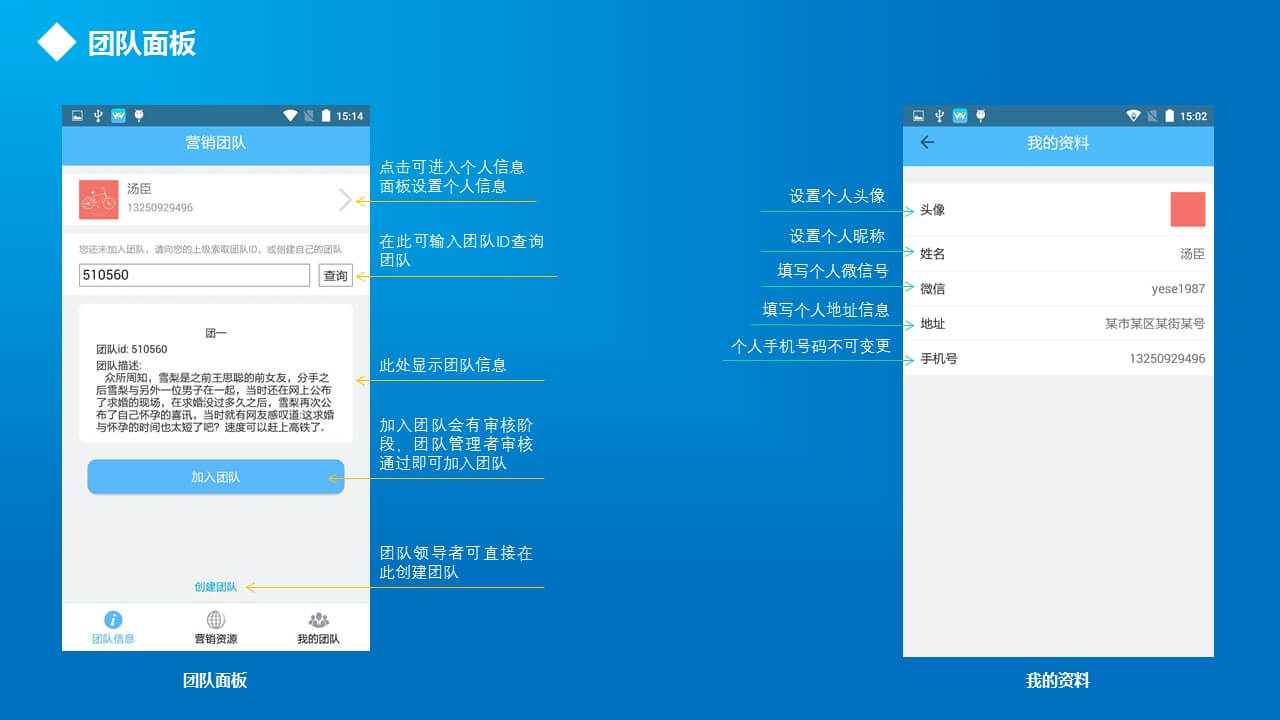 团队面板
15:14
营销团队
汤臣
13250929496
您还未加入团队，请向您的上级索取团队ID，或创建自己的团队
510560
查询
团一
团队id: 510560
团队描述:
众所周知，雪梨是之前王思聪的前女友，分手之
后雪梨与另外一位男子在一起，当时还在网上公布
了求婚的现场，在求婚没过多久之后，雪梨再次公
布了自己怀孕的喜讯，当时就有网友感叹道:这求婚
与怀孕的时间也太短了吧？速度可以赶上高铁了。
加入团队
创建团队
团队信息
营销资源
我的团队
团队面板
点击可进入个人信息
面板设置个人信息
在此可输入团队ID查询
团队
此处显示团队信息
加入团队会有审核阶
段，团队管理者审核
通过即可加入团队
团队领导者可直接在
此创建团队
设置个人头像
设置个人昵称
填写个人微信号
填写个人地址信息
个人手机号码不可变更
15:02
我的资料
头像
姓名
汤臣
微信
yese1987
地址
某市某区某街某号
手机号
13250929496
我的资料